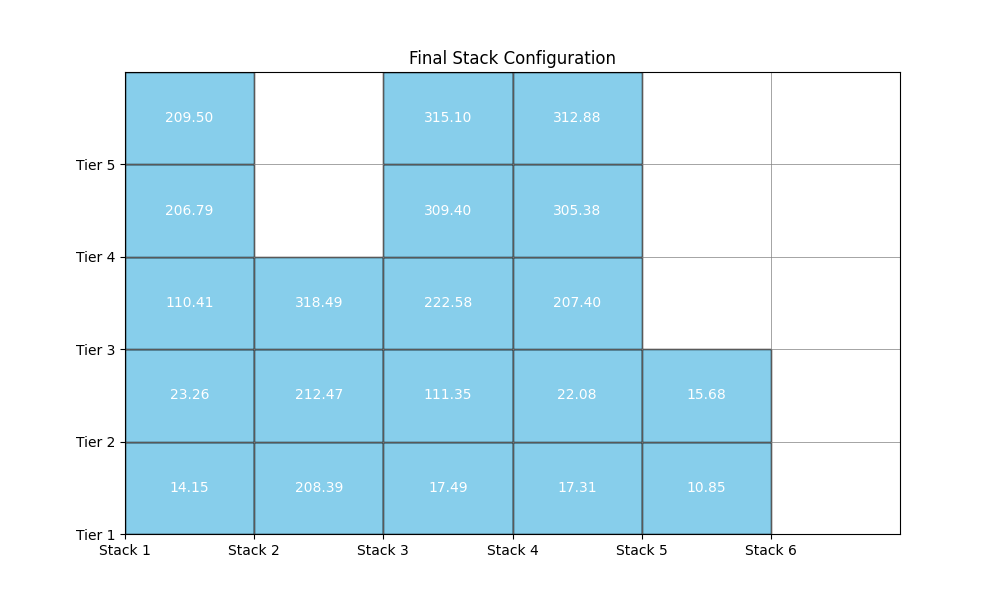 Final Stack Configuration
209.50 315.10 312.88
Tier 5
206.79 309.40 305.38
Tier 4
110.41 318.49 222.58 207.40
Tier 3
23.26 212.47 111.35 22.08 15.68
Tier 2
14.15 208.39 17.49 17.31 10.85
Tier 1
Stack 1 Stack 2 Stack 3 Stack 4 Stack 5 Stack 6